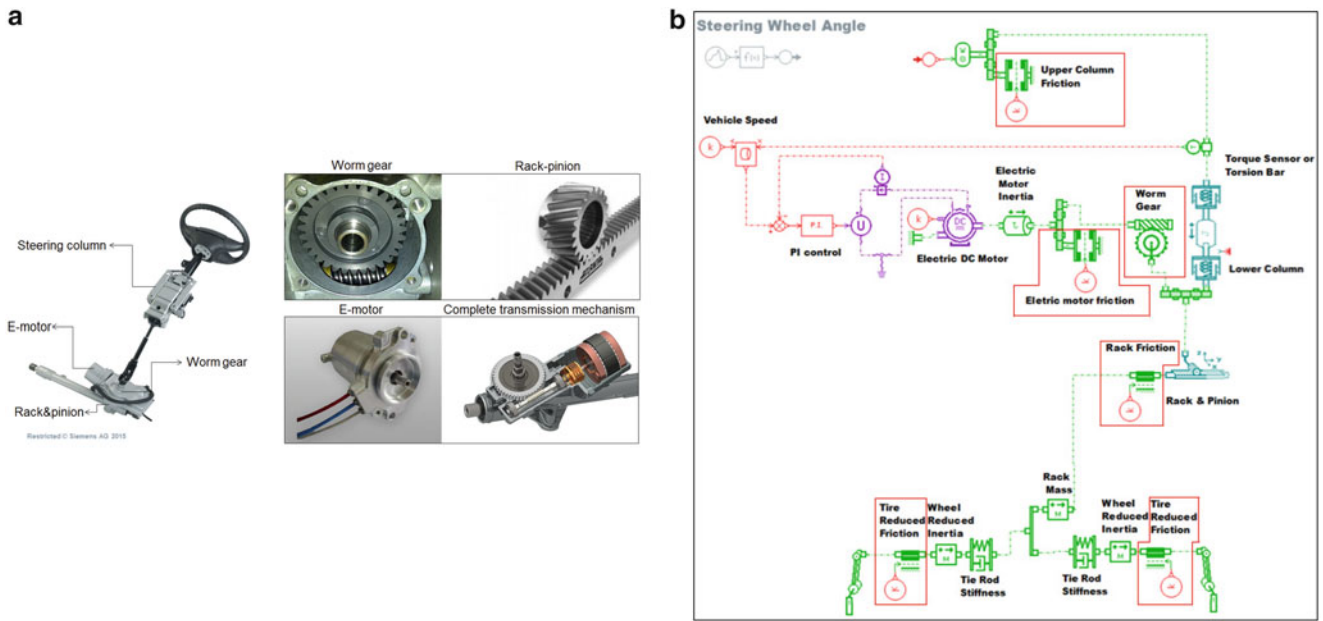 a
Steering column
E-motor
Worm gear
Rack&pinion
Restricted © Siemens AG 2015
Worm gear
Rack-pinion
E-motor
Complete transmission mechanism
b
Steering Wheel Angle
f(x)
Upper Column
Friction
Vehicle Speed
k
Torque Sensor or
Torsion Bar
Electric
Motor
Inertia
Worm
Gear
P.I.
U
k
DC
PI control
Electric DC Motor
Eletric motor friction
Lower Column
Rack Friction
Rack & Pinion
Rack
Mass
M
Tire
Reduced
Friction
Wheel
Reduced
Inertia
M
Tie Rod
Stiffness
Wheel
Reduced
Inertia
M
Tire
Reduced
Friction
Tie Rod
Stiffness